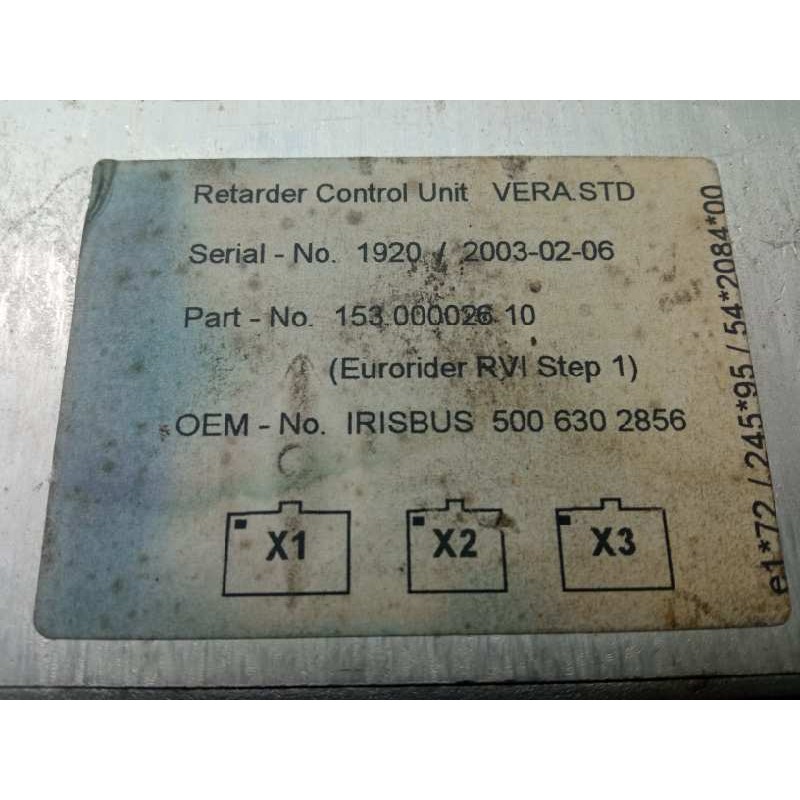 Retarder Control Unit VERA.STD
Serial - No. 1920 / 2003-02-06
Part - No. 153.000026.10
(Eurorider RVI Step 1)
OEM - No. IRISBUS 500 630 2856
X1 X2 X3
e1*72 / 245*95 / 54*2084*00